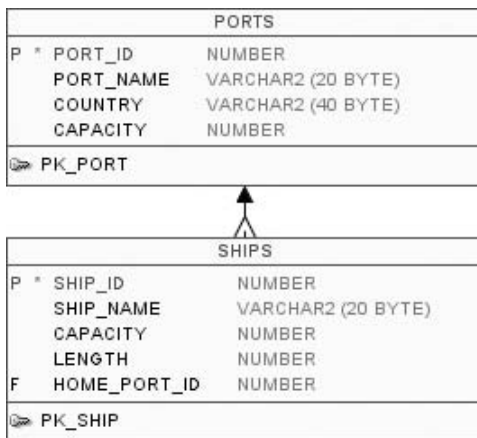 PORTS
P * PORT_ID NUMBER
PORT_NAME VARCHAR2 (20 BYTE)
COUNTRY VARCHAR2 (40 BYTE)
CAPACITY NUMBER
PK_PORT
SHIPS
P * SHIP_ID NUMBER
SHIP_NAME VARCHAR2 (20 BYTE)
CAPACITY NUMBER
LENGTH NUMBER
F HOME_PORT_ID NUMBER
PK_SHIP